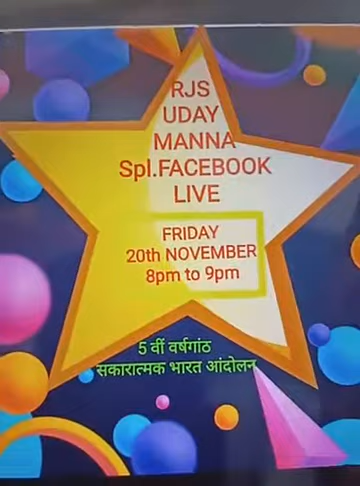 RJS
UDAY
MANNA
Spl.FACEBOOK
LIVE
FRIDAY
20th NOVEMBER
8pm to 9pm
5 वीं वर्षगांठ
सकारात्मक भारत आंदोलन